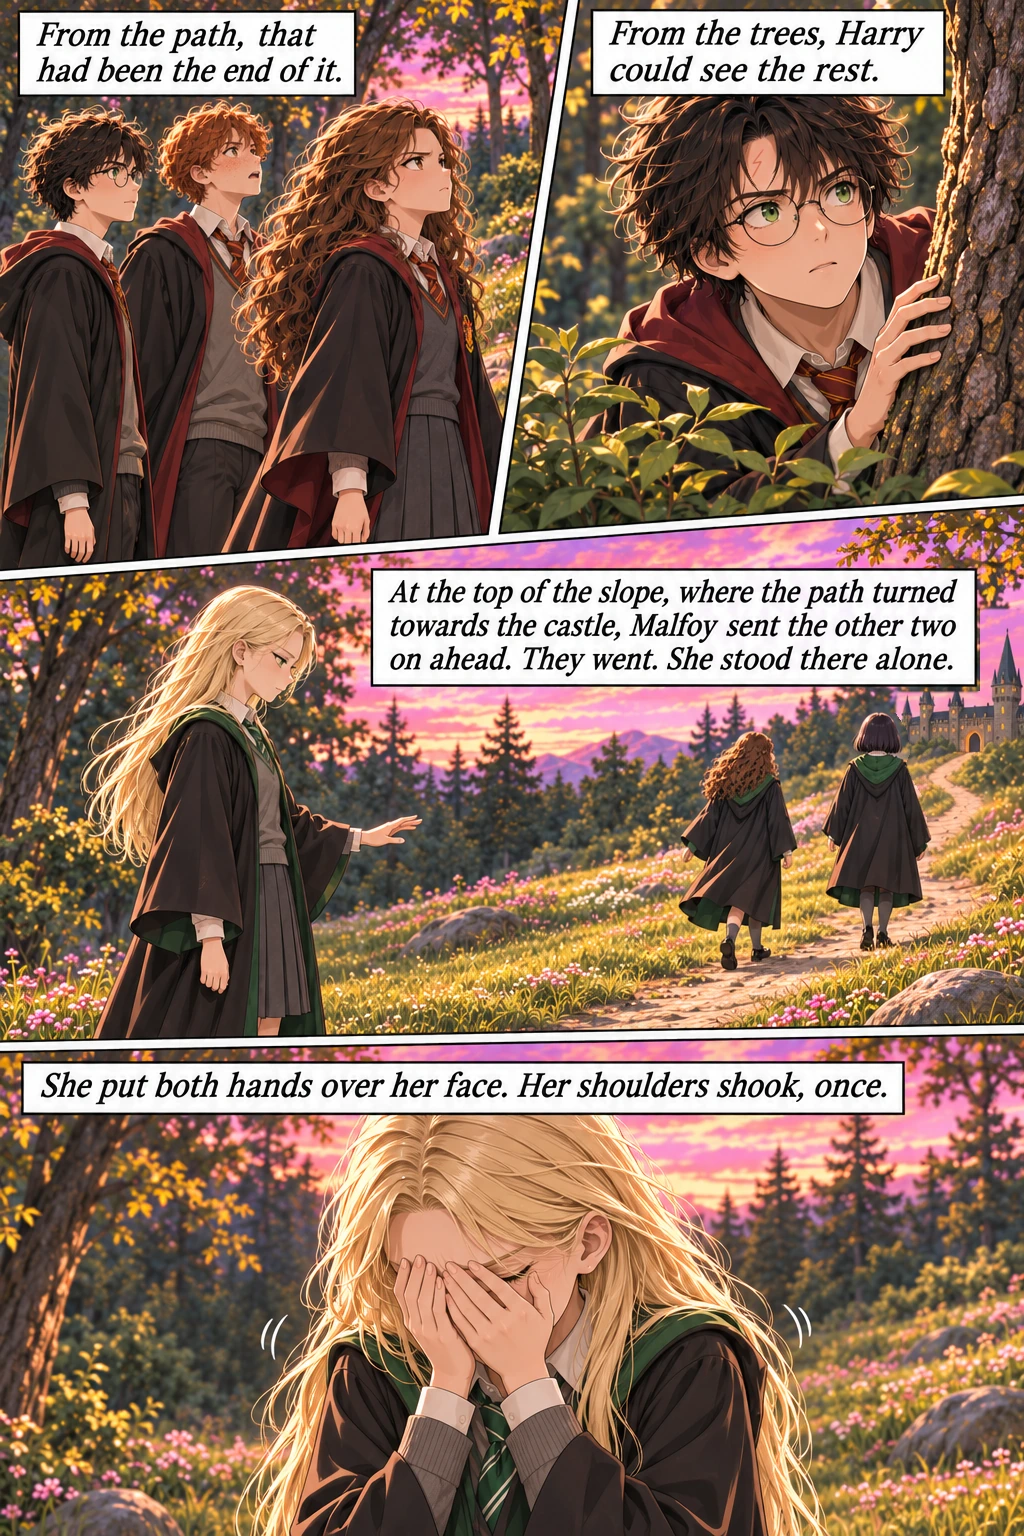 From the path, that
had been the end of it.
From the trees, Harry
could see the rest.
At the top of the slope, where the path turned
towards the castle, Malfoy sent the other two
on ahead. They went. She stood there alone.
She put both hands over her face. Her shoulders shook, once.